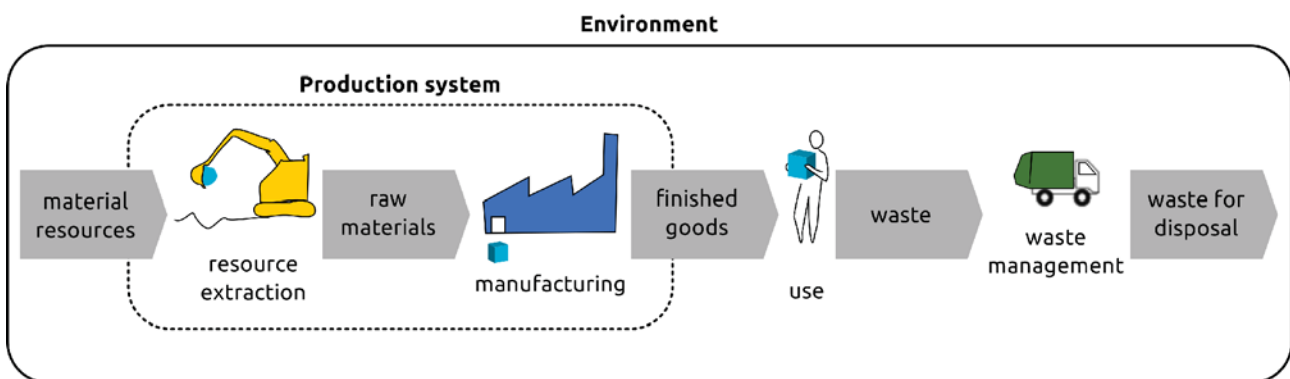 Environment
Production system
material
resources
resource
extraction
raw
materials
manufacturing
finished
goods
use
waste
waste
management
waste for
disposal